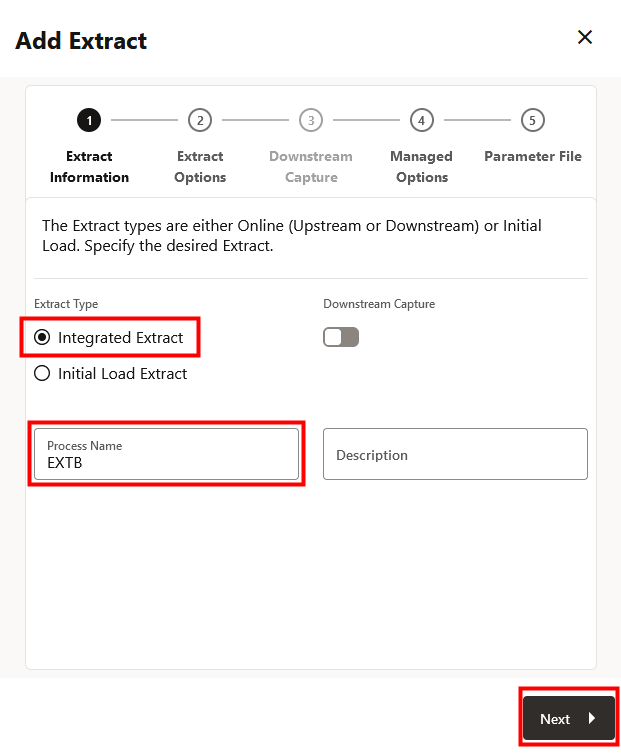 Add Extract
1
2
3
4
5
Extract Information
Extract Options
Downstream Capture
Managed Options
Parameter File
The Extract types are either Online (Upstream or Downstream) or Initial
Load. Specify the desired Extract.
Extract Type
Downstream Capture
Integrated Extract
Initial Load Extract
Process Name
EXTB
Description
Next